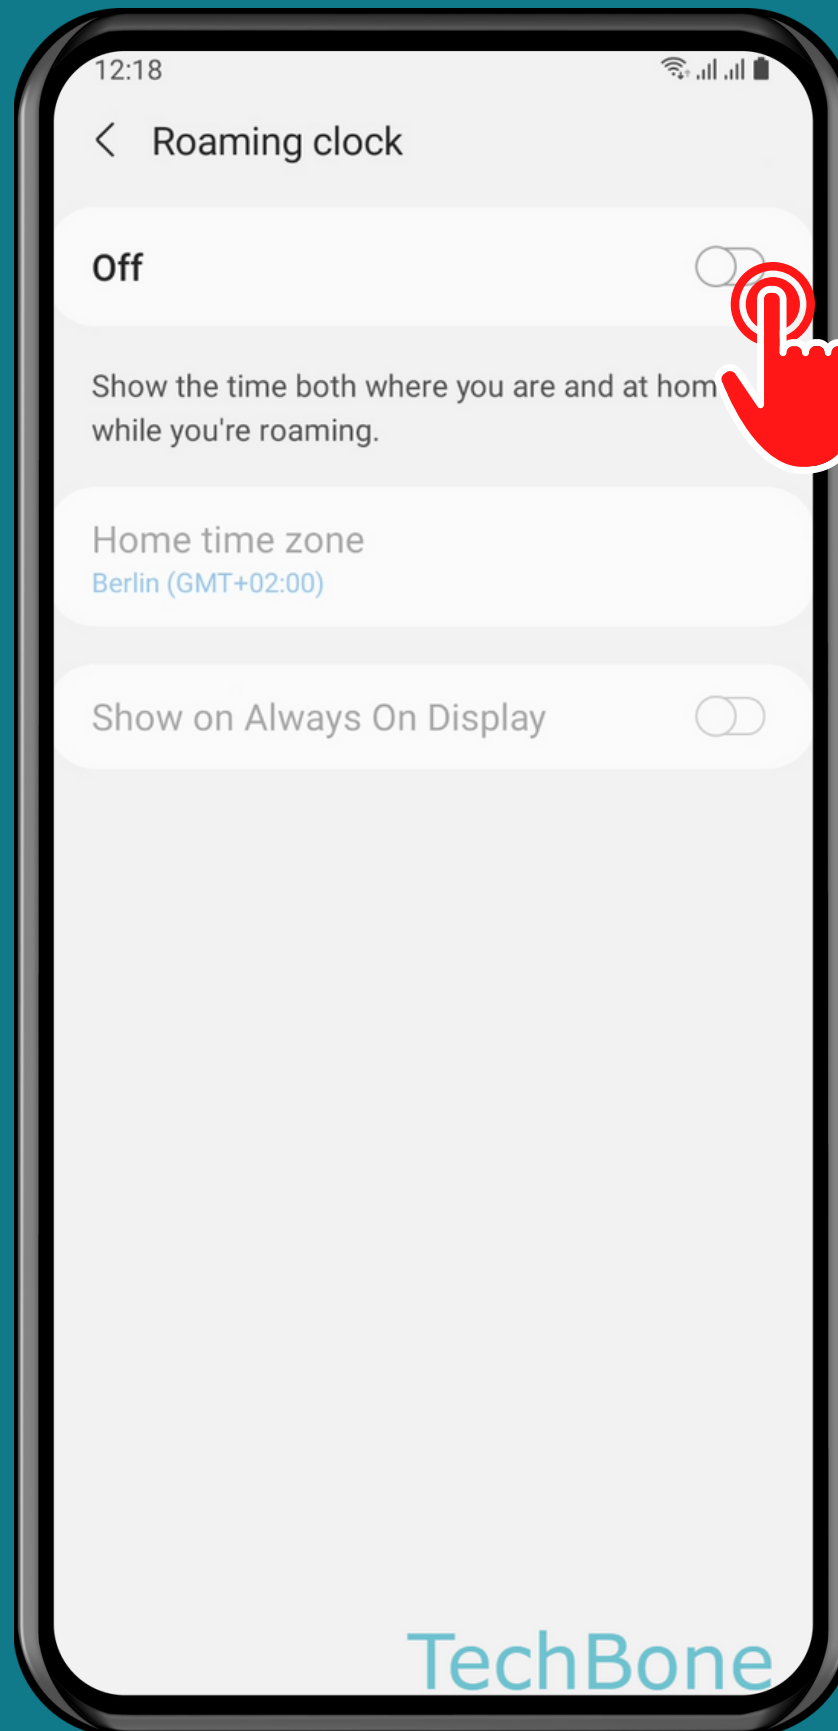 12:18
Roaming clock
Off
Show the time both where you are and at hom
while you're roaming.
Home time zone
Berlin (GMT+02:00)
Show on Always On Display
TechBone